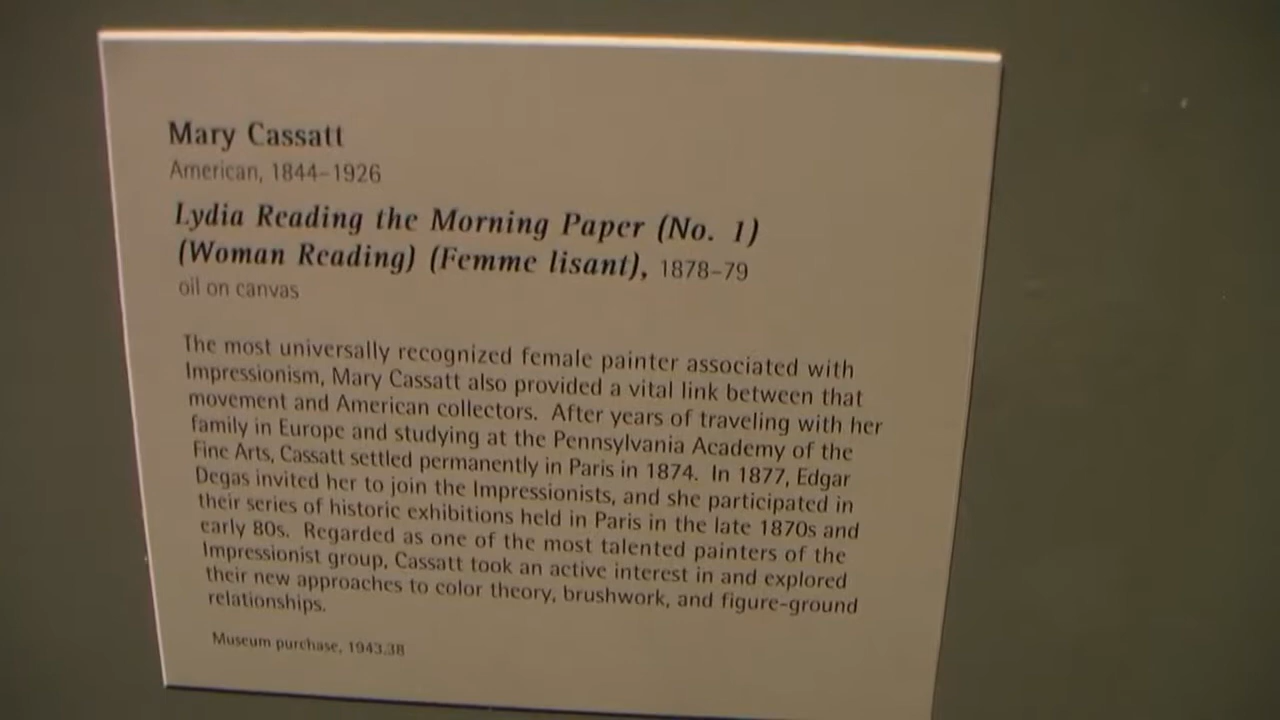 Mary Cassatt
American, 1844–1926
Lydia Reading the Morning Paper (No. 1)
(Woman Reading) (Femme lisant), 1878–79
oil on canvas
The most universally recognized female painter associated with
Impressionism, Mary Cassatt also provided a vital link between that
movement and American collectors. After years of traveling with her
family in Europe and studying at the Pennsylvania Academy of the
Fine Arts, Cassatt settled permanently in Paris in 1874. In 1877, Edgar
Degas invited her to join the Impressionists, and she participated in
their series of historic exhibitions held in Paris in the late 1870s and
early 80s. Regarded as one of the most talented painters of the
Impressionist group, Cassatt took an active interest in and explored
their new approaches to color theory, brushwork, and figure-ground
relationships.
Museum purchase, 1943.38